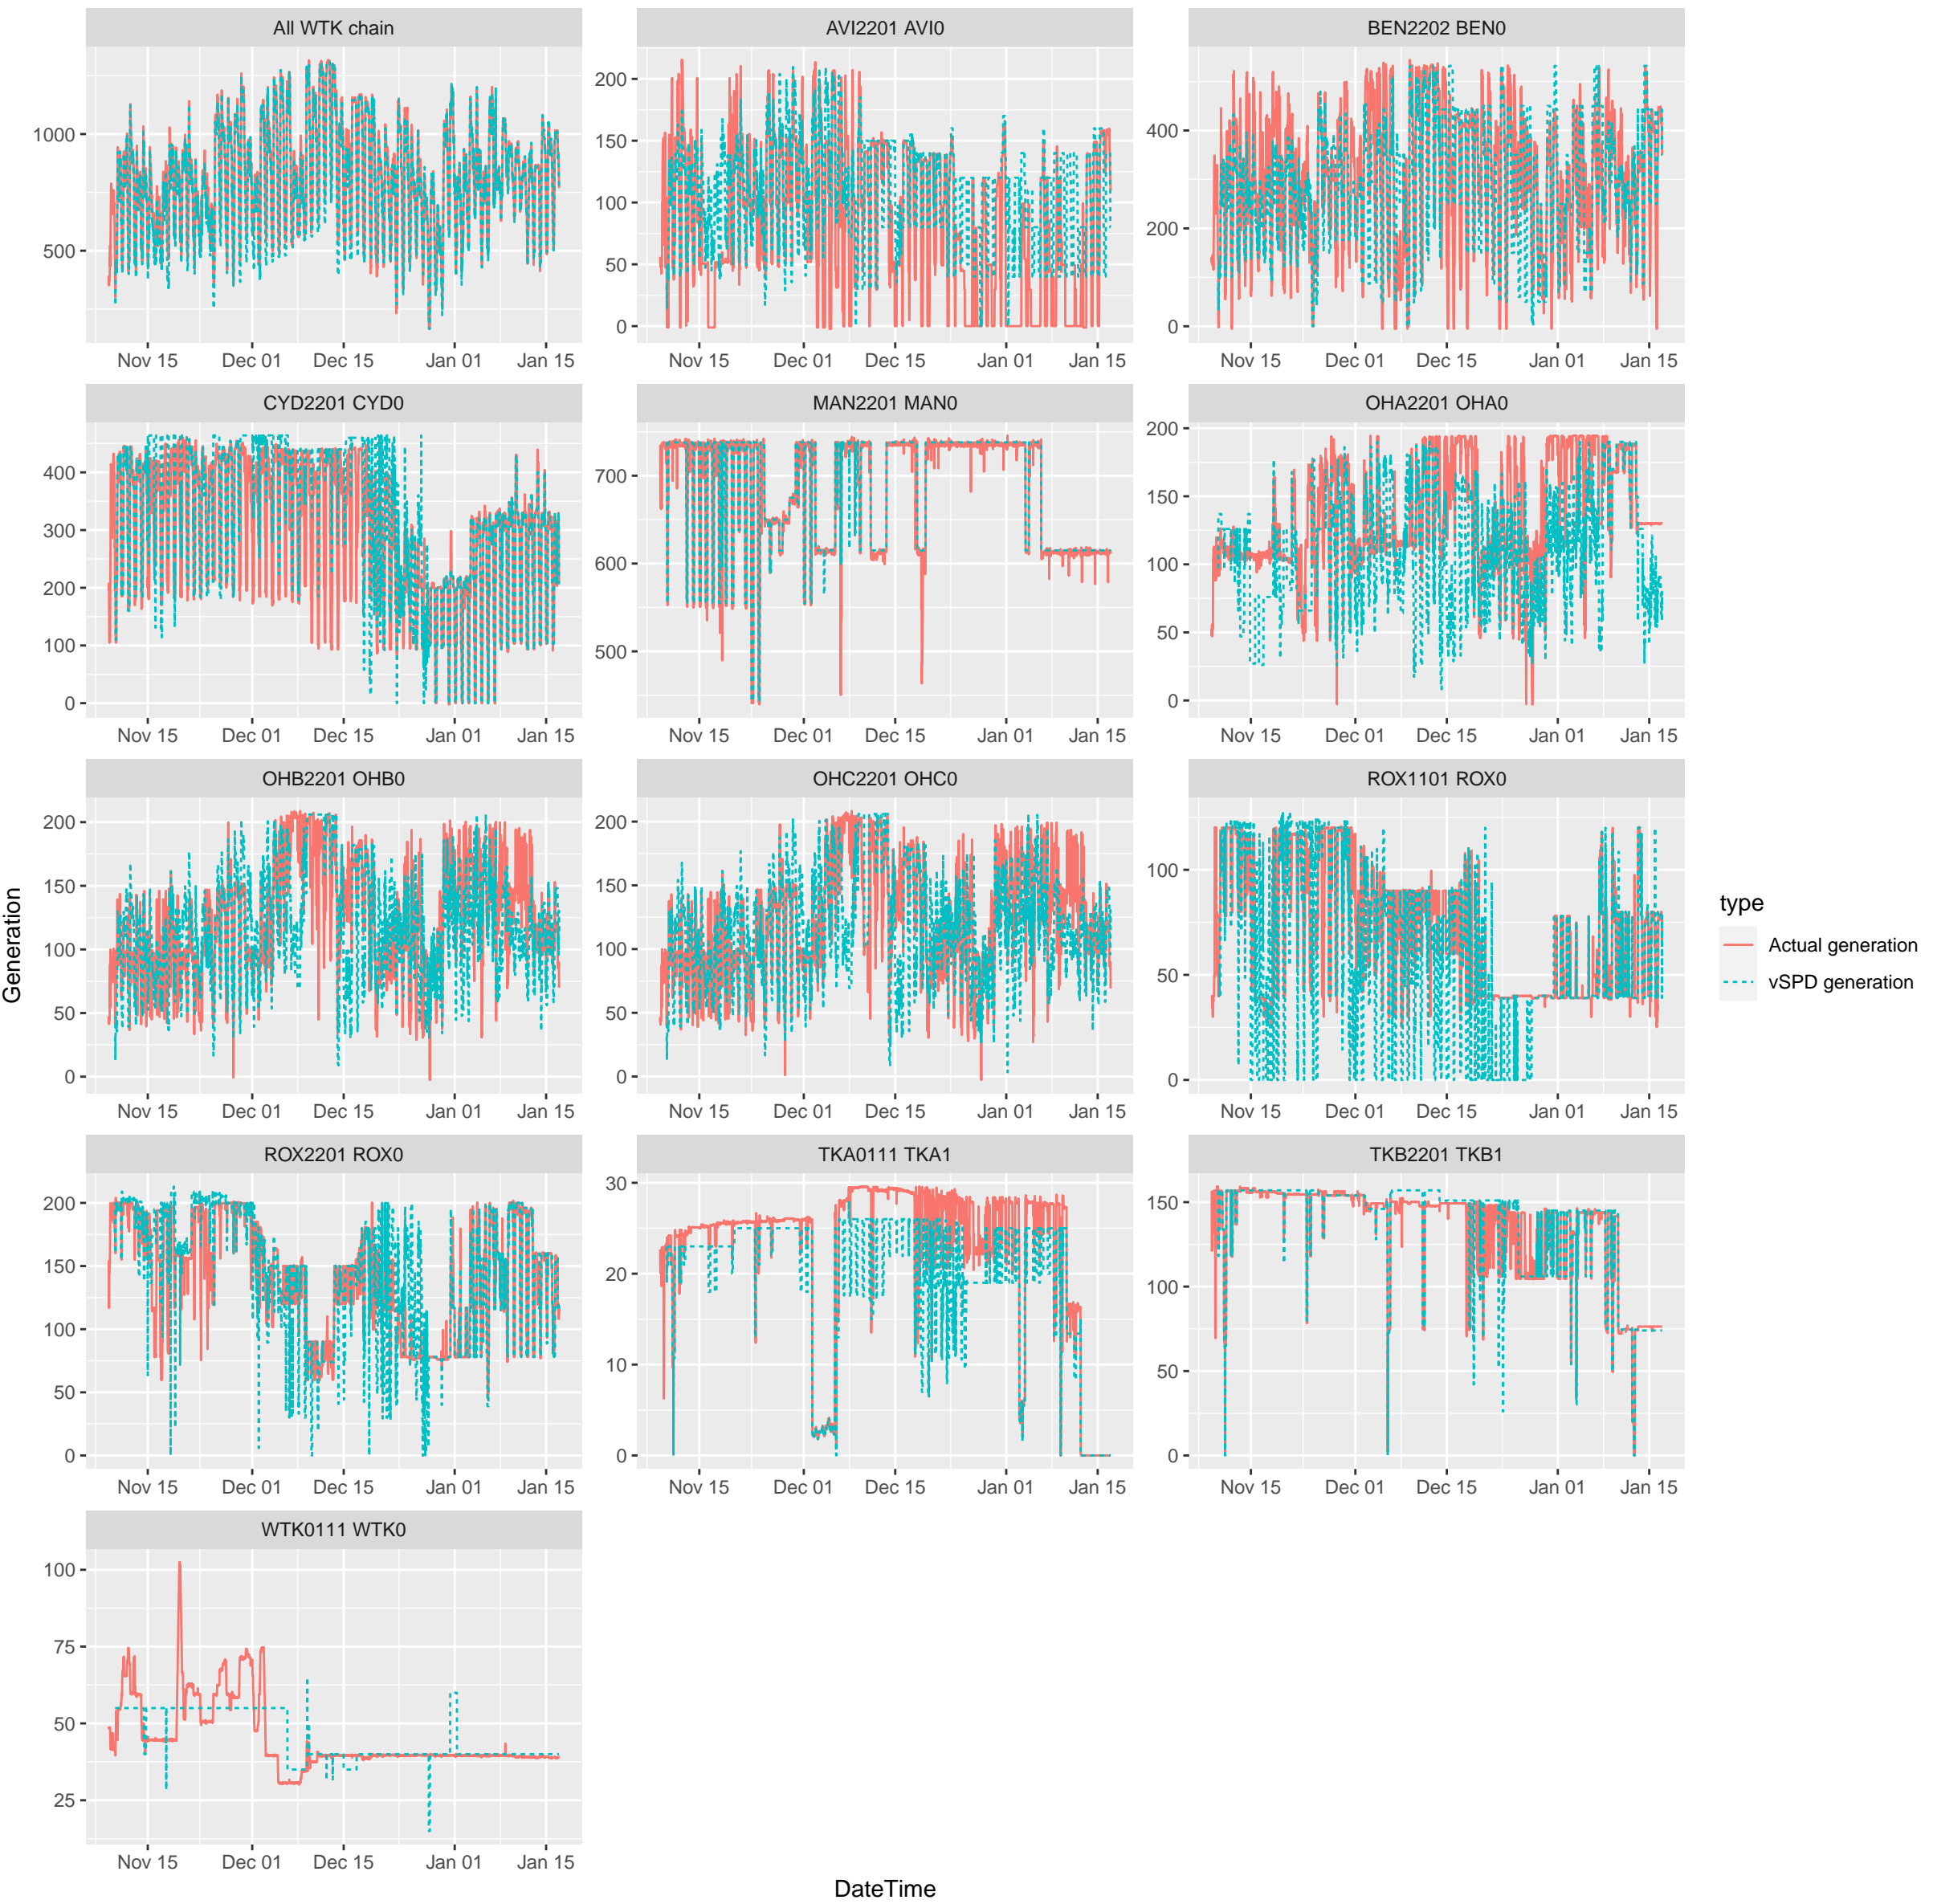 All WTK chain
AVI2201 AVI0
BEN2202 BEN0
1000
500
200
150
100
50
0
400
200
0
Nov 15 Dec 01 Dec 15 Jan 01 Jan 15
Nov 15 Dec 01 Dec 15 Jan 01 Jan 15
Nov 15 Dec 01 Dec 15 Jan 01 Jan 15
CYD2201 CYD0
MAN2201 MAN0
OHA2201 OHA0
400
300
200
100
0
700
600
500
200
150
100
50
0
Nov 15 Dec 01 Dec 15 Jan 01 Jan 15
Nov 15 Dec 01 Dec 15 Jan 01 Jan 15
Nov 15 Dec 01 Dec 15 Jan 01 Jan 15
OHB2201 OHB0
OHC2201 OHC0
ROX1101 ROX0
200
150
100
50
0
200
150
100
50
0
100
50
0
Nov 15 Dec 01 Dec 15 Jan 01 Jan 15
Nov 15 Dec 01 Dec 15 Jan 01 Jan 15
Nov 15 Dec 01 Dec 15 Jan 01 Jan 15
ROX2201 ROX0
TKA0111 TKA1
TKB2201 TKB1
200
150
100
50
0
30
20
10
0
150
100
50
0
Nov 15 Dec 01 Dec 15 Jan 01 Jan 15
Nov 15 Dec 01 Dec 15 Jan 01 Jan 15
Nov 15 Dec 01 Dec 15 Jan 01 Jan 15
WTK0111 WTK0
100
75
50
25
Nov 15 Dec 01 Dec 15 Jan 01 Jan 15
Generation
DateTime
type
Actual generation
vSPD generation